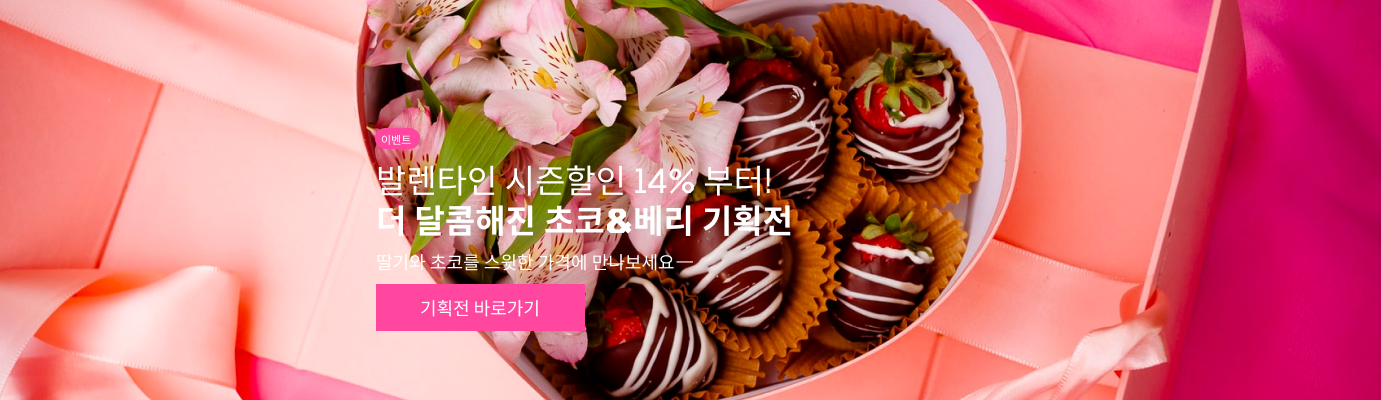 이벤트
발렌타인 시즌할인 14% 부터!
더 달콤해진 초코&베리 기획전
딸기와 초코를 스윗한 가격에 만나보세요―
기획전 바로가기